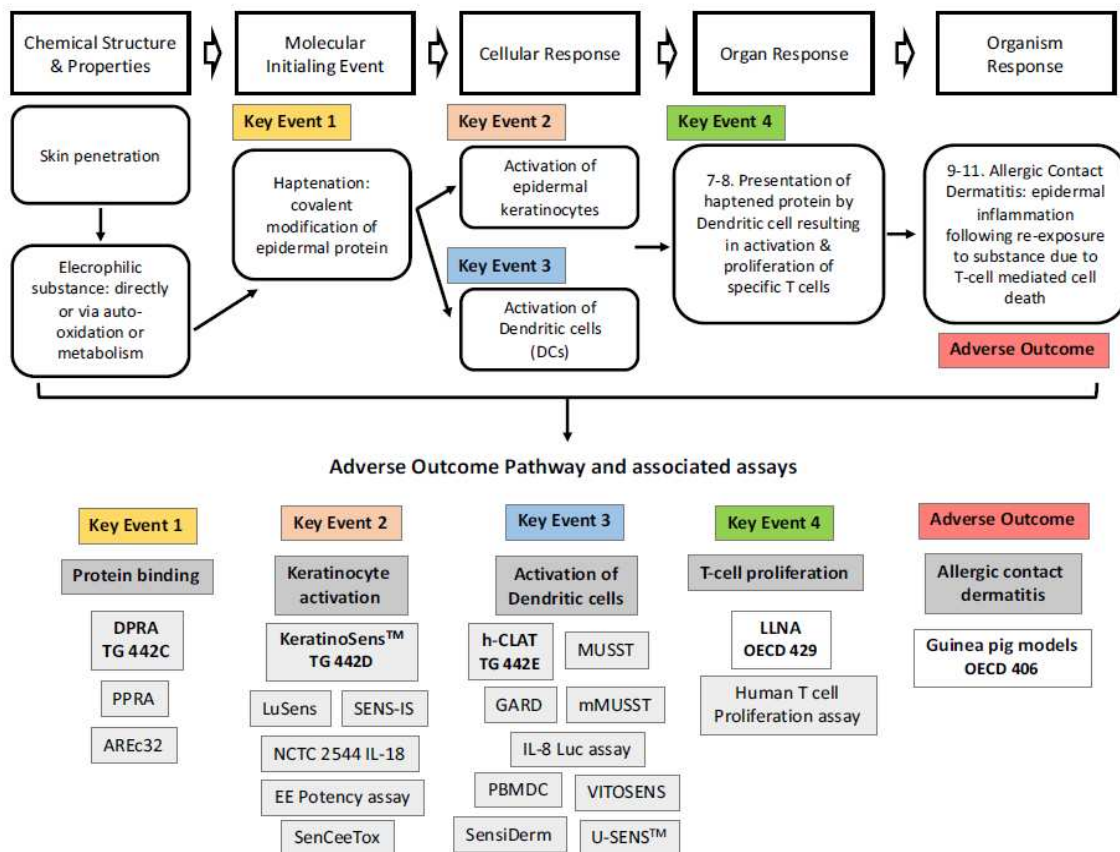 Chemical Structure
& Properties
Molecular
Initialing Event
Cellular Response
Organ Response
Organism
Response
Key Event 1
Key Event 2
Key Event 4
Skin penetration
Haptenation:
covalent
modification of
epidermal protein
Activation of
epidermal
keratinocytes
7-8. Presentation of
haptened protein by
Dendritic cell resulting
in activation &
proliferation of
specific T cells
9-11. Allergic Contact
Dermatitis: epidermal
inflammation
following re-exposure
to substance due to
T-cell mediated cell
death
Key Event 3
Elecrophilic
substance: directly
or via auto-
oxidation or
metabolism
Activation of
Dendritic cells
(DCs)
Adverse Outcome
Adverse Outcome Pathway and associated assays
Key Event 1
Protein binding
DPRA
TG 442C
PPRA
AREc32
Key Event 2
Keratinocyte
activation
KeratinoSens™
TG 442D
LuSens
SENS-IS
NCTC 2544 IL-18
EE Potency assay
SenCeeTox
Key Event 3
Activation of
Dendritic cells
h-CLAT
TG 442E
MUSST
GARD
mMUSST
IL-8 Luc assay
PBMDC
VITOSENS
SensiDerm
U-SENS™
Key Event 4
T-cell proliferation
LLNA
OECD 429
Human T cell
Proliferation assay
Adverse Outcome
Allergic contact
dermatitis
Guinea pig models
OECD 406